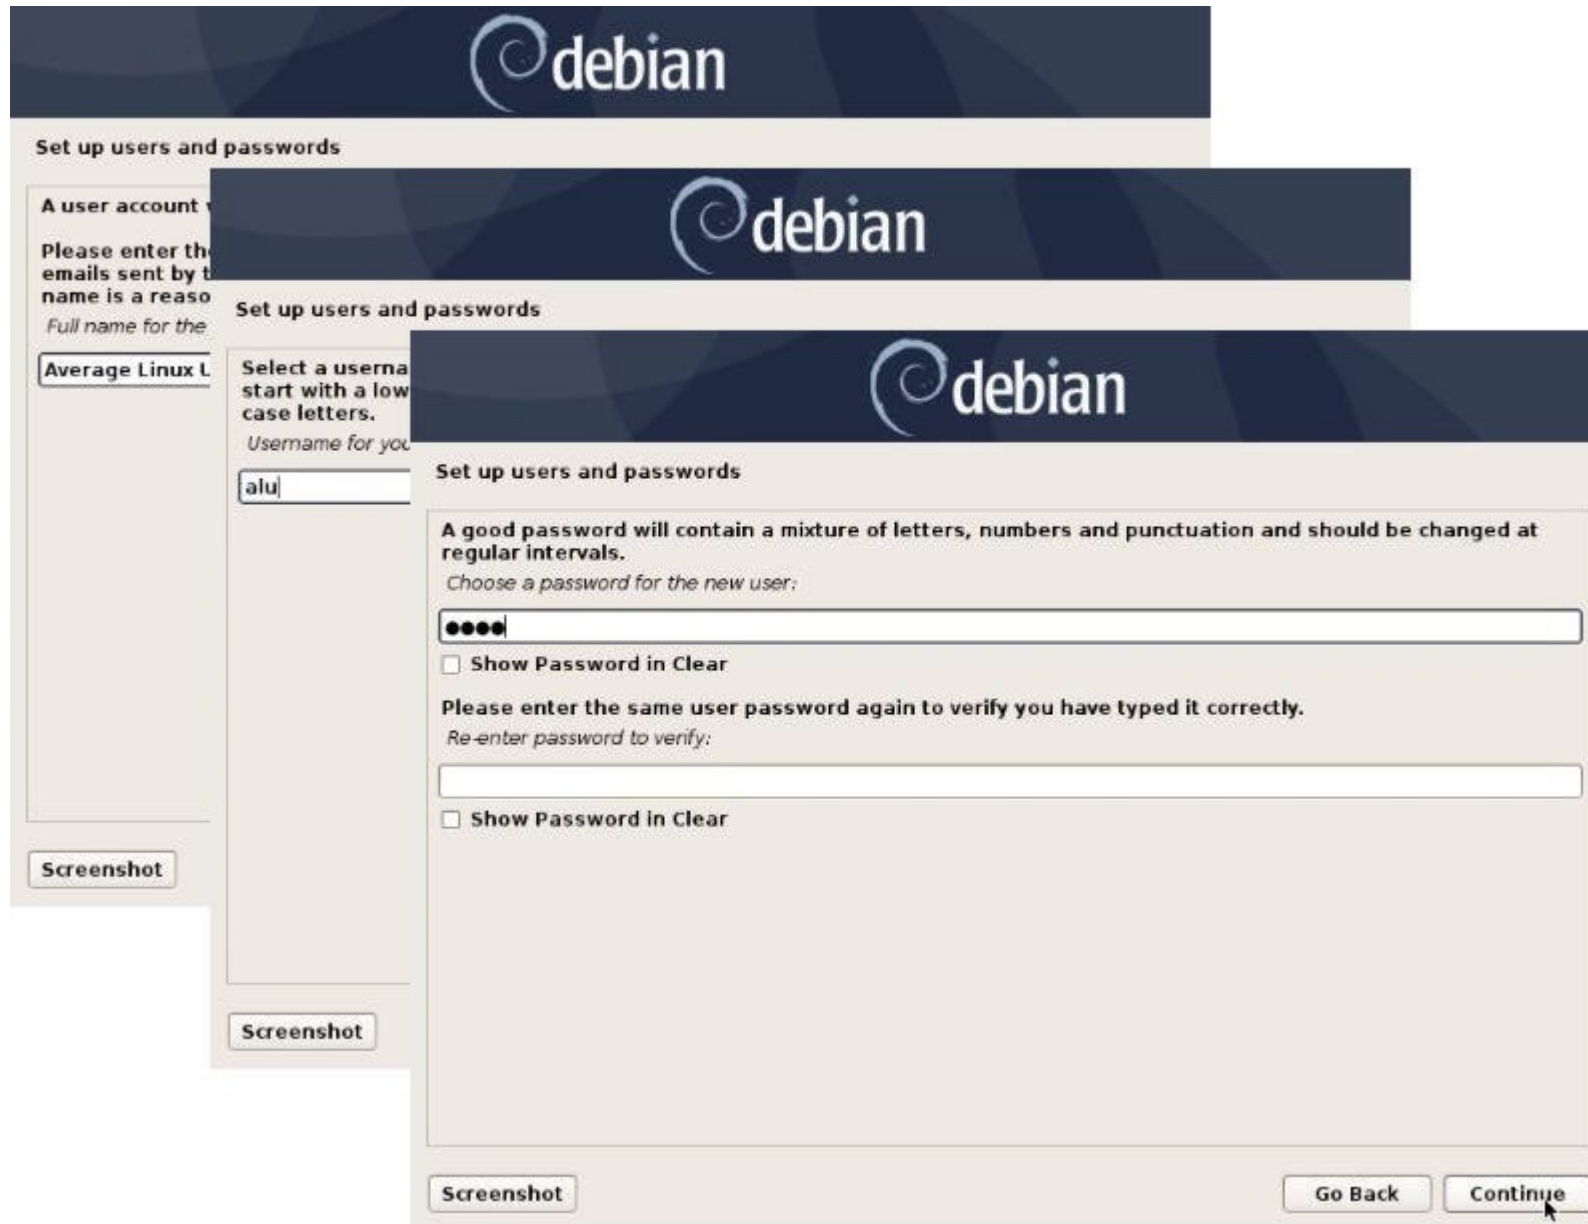 debian
Set up users and passwords
A user account
Please enter the
emails sent by
name is a reaso
Full name for the
Average Linux
Screenshot
debian
Set up users and passwords
Select a userna
start with a low
case letters.
Username for you
alu
Screenshot
debian
Set up users and passwords
A good password will contain a mixture of letters, numbers and punctuation and should be changed at
regular intervals.
Choose a password for the new user:
●●●●
Show Password in Clear
Please enter the same user password again to verify you have typed it correctly.
Re-enter password to verify:
Show Password in Clear
Screenshot
Go Back
Continue